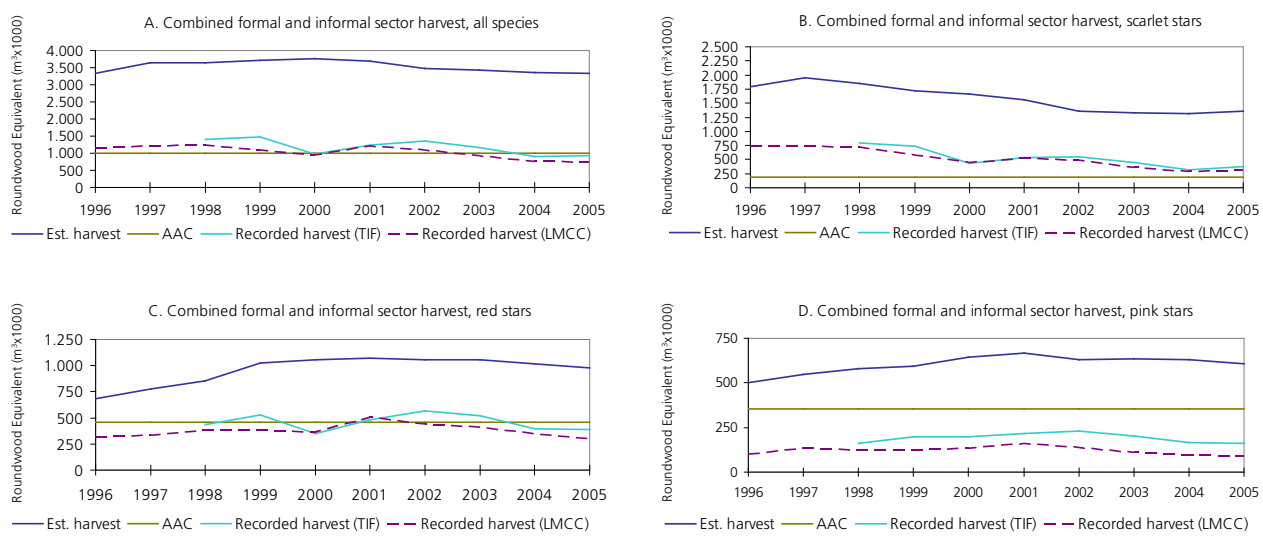 A. Combined formal and informal sector harvest, all species
Roundwood Equivalent (m³x1000)
4.000
3.500
3.000
2.500
2.000
1.500
1.000
500
0
1996 1997 1998 1999 2000 2001 2002 2003 2004 2005
Est. harvest AAC Recorded harvest (TIF) Recorded harvest (LMCC)
B. Combined formal and informal sector harvest, scarlet stars
Roundwood Equivalent (m³x1000)
2.500
2.250
2.000
1.750
1.500
1.250
1.000
750
500
250
0
1996 1997 1998 1999 2000 2001 2002 2003 2004 2005
Est. harvest AAC Recorded harvest (TIF) Recorded harvest (LMCC)
C. Combined formal and informal sector harvest, red stars
Roundwood Equivalent (m³x1000)
1.250
1.000
750
500
250
0
1996 1997 1998 1999 2000 2001 2002 2003 2004 2005
Est. harvest AAC Recorded harvest (TIF) Recorded harvest (LMCC)
D. Combined formal and informal sector harvest, pink stars
Roundwood Equivalent (m³x1000)
750
500
250
0
1996 1997 1998 1999 2000 2001 2002 2003 2004 2005
Est. harvest AAC Recorded harvest (TIF) Recorded harvest (LMCC)